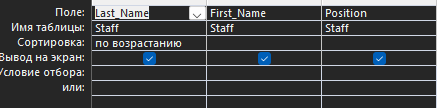 Поле: Last_Name First_Name Position
Имя таблицы: Staff Staff Staff
Сортировка: по возрастанию
Вывод на экран:
Условие отбора:
или: